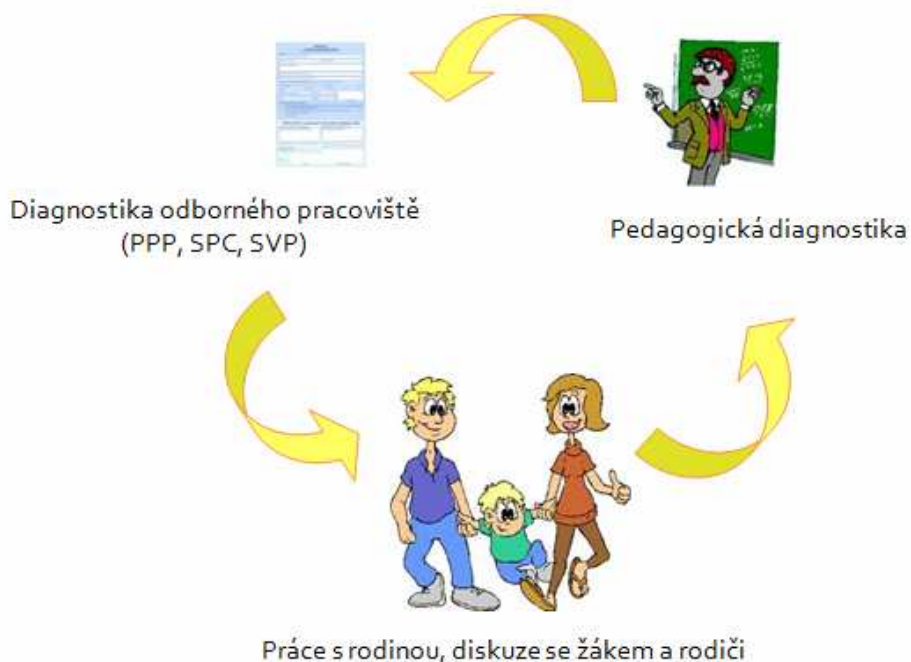 Diagnostika odborného pracoviště
(PPP, SPC, SVP)
Pedagogická diagnostika
Práce s rodinou, diskuze se žákem a rodiči